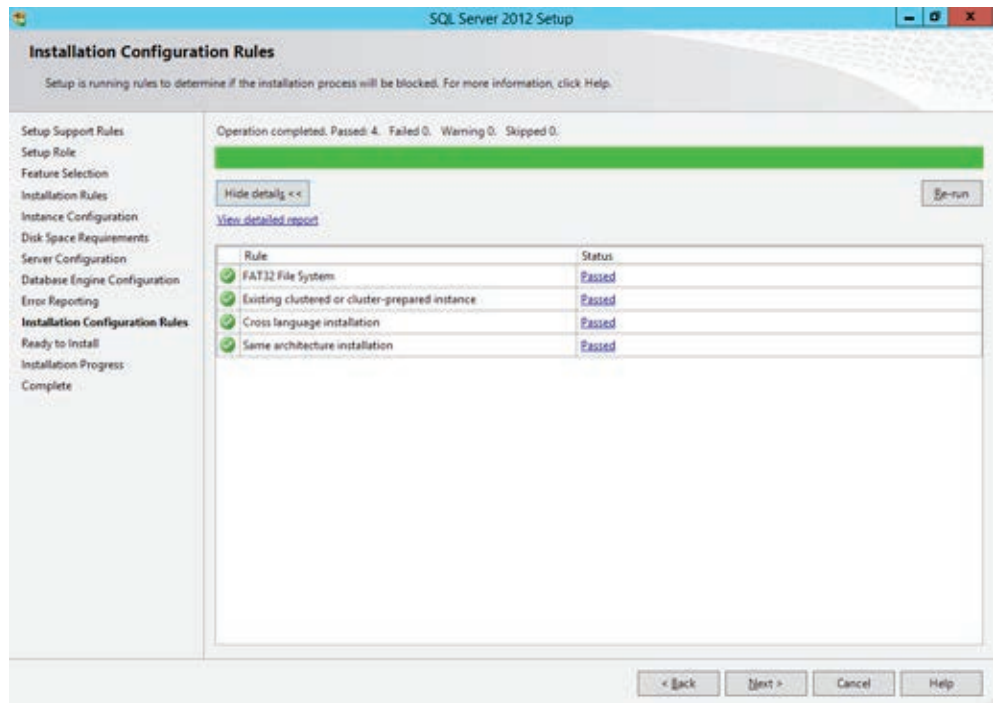 SQL Server 2012 Setup
Installation Configuration Rules
Setup is running rules to determine if the installation process will be blocked. For more information, click Help.
Setup Support Rules
Setup Role
Feature Selection
Installation Rules
Instance Configuration
Disk Space Requirements
Server Configuration
Database Engine Configuration
Error Reporting
Installation Configuration Rules
Ready to Install
Installation Progress
Complete
Operation completed. Passed: 4. Failed 0. Warning 0. Skipped 0.
Hide details <<
Re-run
View detailed report
Rule Status
FAT32 File System Passed
Existing clustered or cluster-prepared instance Passed
Cross language installation Passed
Same architecture installation Passed
< Back Next > Cancel Help